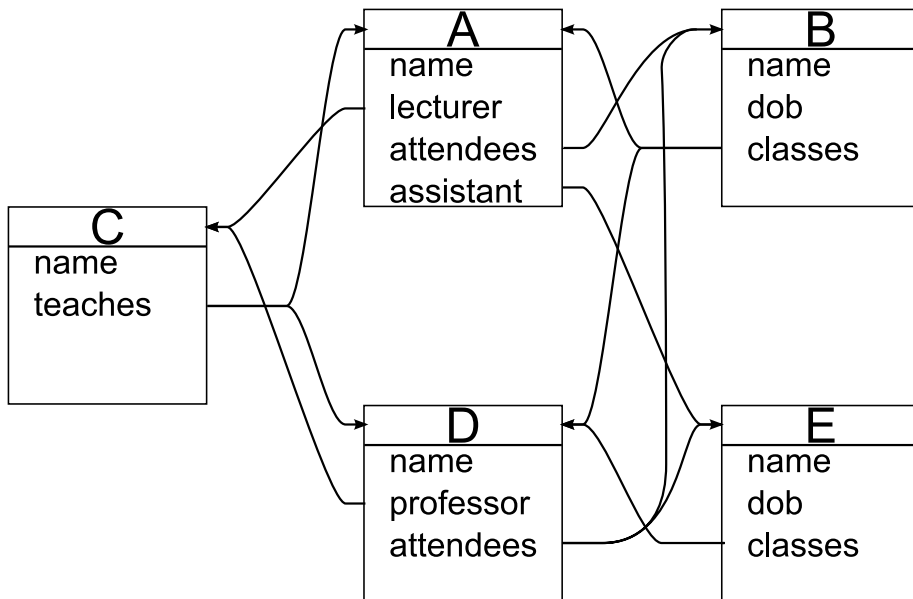 A
name
lecturer
attendees
assistant
B
name
dob
classes
C
name
teaches
D
name
professor
attendees
E
name
dob
classes